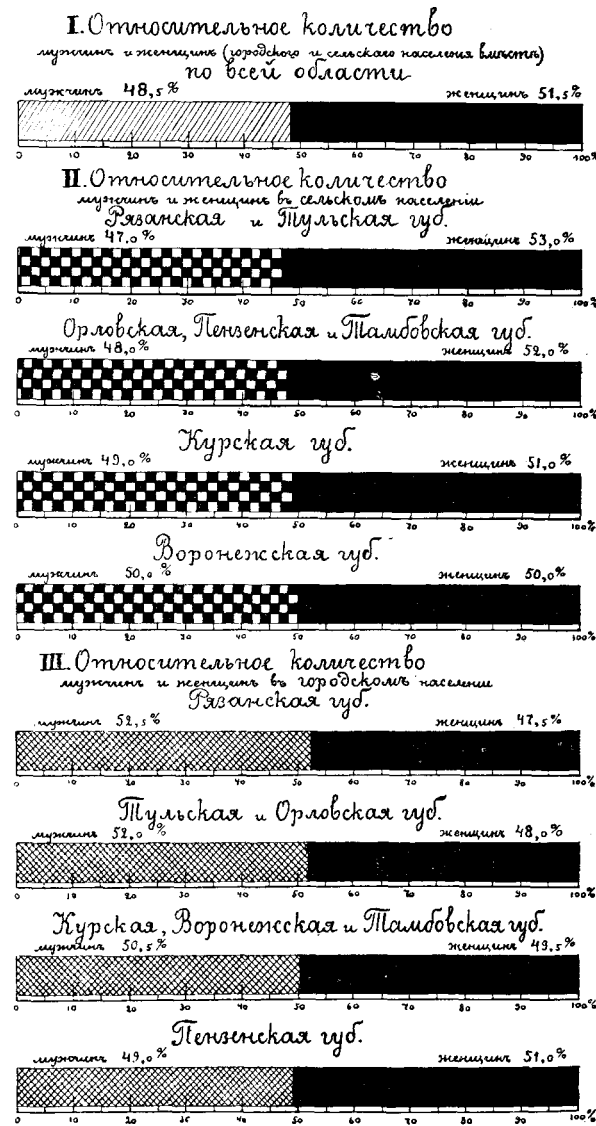 I. Относительное количество
мужчинъ и женщинъ (городского и сельскаго населения вмѣстѣ)
по всей области
мужчинъ 48,5% женщинъ 51,5%
0 10 20 30 40 50 60 70 80 90 100%
II. Относительное количество
мужчинъ и женщинъ въ сельскомъ населеніи
Рязанская и Тульская губ.
мужчинъ 47,0% женщинъ 53,0%
0 10 20 30 40 50 60 70 80 90 100%
Орловская, Пензенская и Тамбовская губ.
мужчинъ 48,0% женщинъ 52,0%
0 10 20 30 40 50 60 70 80 90 100%
Курская губ.
мужчинъ 49,0% женщинъ 51,0%
0 10 20 30 40 50 60 70 80 90 100%
Воронежская губ.
мужчинъ 50,0% женщинъ 50,0%
0 10 20 30 40 50 60 70 80 90 100%
III. Относительное количество
мужчинъ и женщинъ въ городскомъ населении
Рязанская губ.
мужчинъ 52,5% женщинъ 47,5%
0 10 20 30 40 50 60 70 80 90 100%
Тульская и Орловская губ.
мужчинъ 52,0% женщинъ 48,0%
0 10 20 30 40 50 60 70 80 90 100%
Курская, Воронежская и Тамбовская губ.
мужчинъ 50,5% женщинъ 49,5%
0 10 20 30 40 50 60 70 80 90 100%
Пензенская губ.
мужчинъ 49,0% женщинъ 51,0%
0 10 20 30 40 50 60 70 80 90 100%